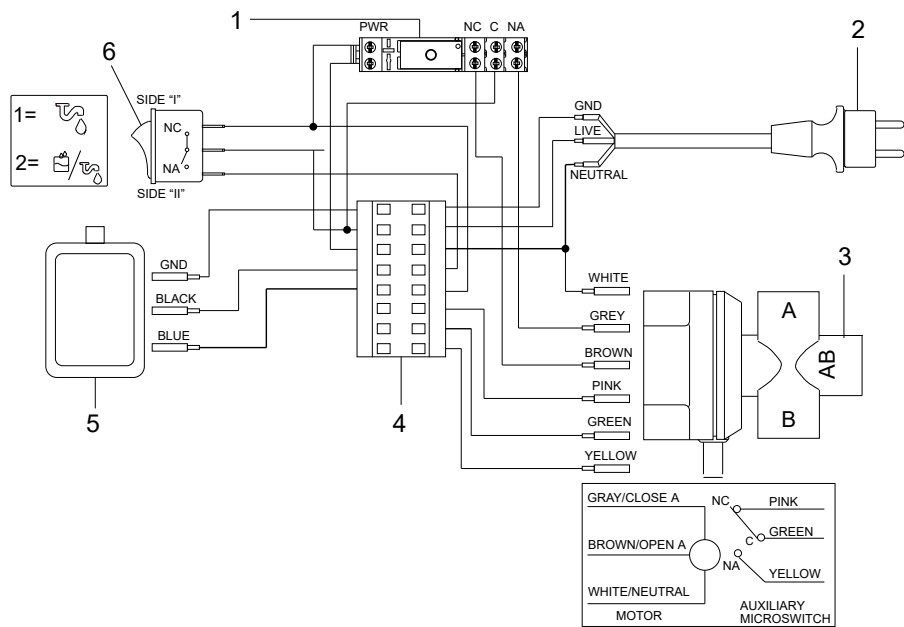 1
PWR
NC C NA
6
2
SIDE "I"
1=
NC
2=
NA
SIDE "II"
GND
LIVE
NEUTRAL
GND
BLACK
BLUE
WHITE
GREY
BROWN
PINK
GREEN
YELLOW
3
A
AB
B
5
4
GRAY/CLOSE A
BROWN/OPEN A
WHITE/NEUTRAL
MOTOR
NC
PINK
C
GREEN
NA
YELLOW
AUXILIARY
MICROSWITCH